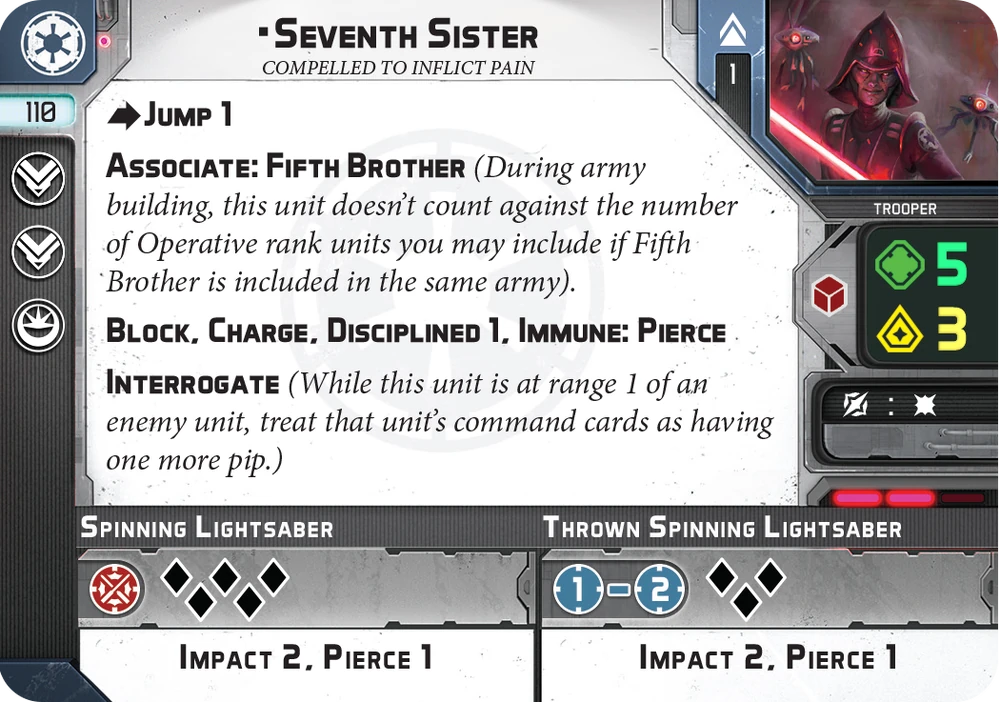 ▪Seventh Sister
Compelled to Inflict Pain
1
110
Jump 1
Associate: Fifth Brother (During army
building, this unit doesn't count against the number
of Operative rank units you may include if Fifth
Brother is included in the same army).
Block, Charge, Disciplined 1, Immune: Pierce
Interrogate (While this unit is at range 1 of an
enemy unit, treat that unit's command cards as having
one more pip.)
Trooper
5
3
:
Spinning Lightsaber
Impact 2, Pierce 1
Thrown Spinning Lightsaber
1-2
Impact 2, Pierce 1